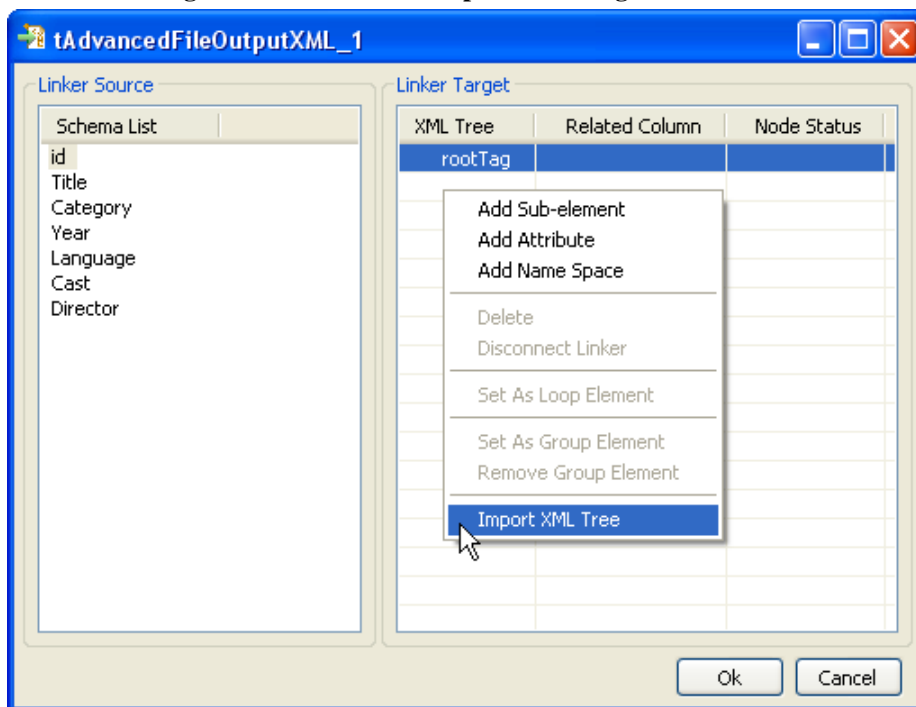 tAdvancedFileOutputXML_1
Linker Source
Linker Target
Schema List
XML Tree Related Column Node Status
id
rootTag
Title
Category
Year
Language
Cast
Director
Add Sub-element
Add Attribute
Add Name Space
Delete
Disconnect Linker
Set As Loop Element
Set As Group Element
Remove Group Element
Import XML Tree
Ok
Cancel